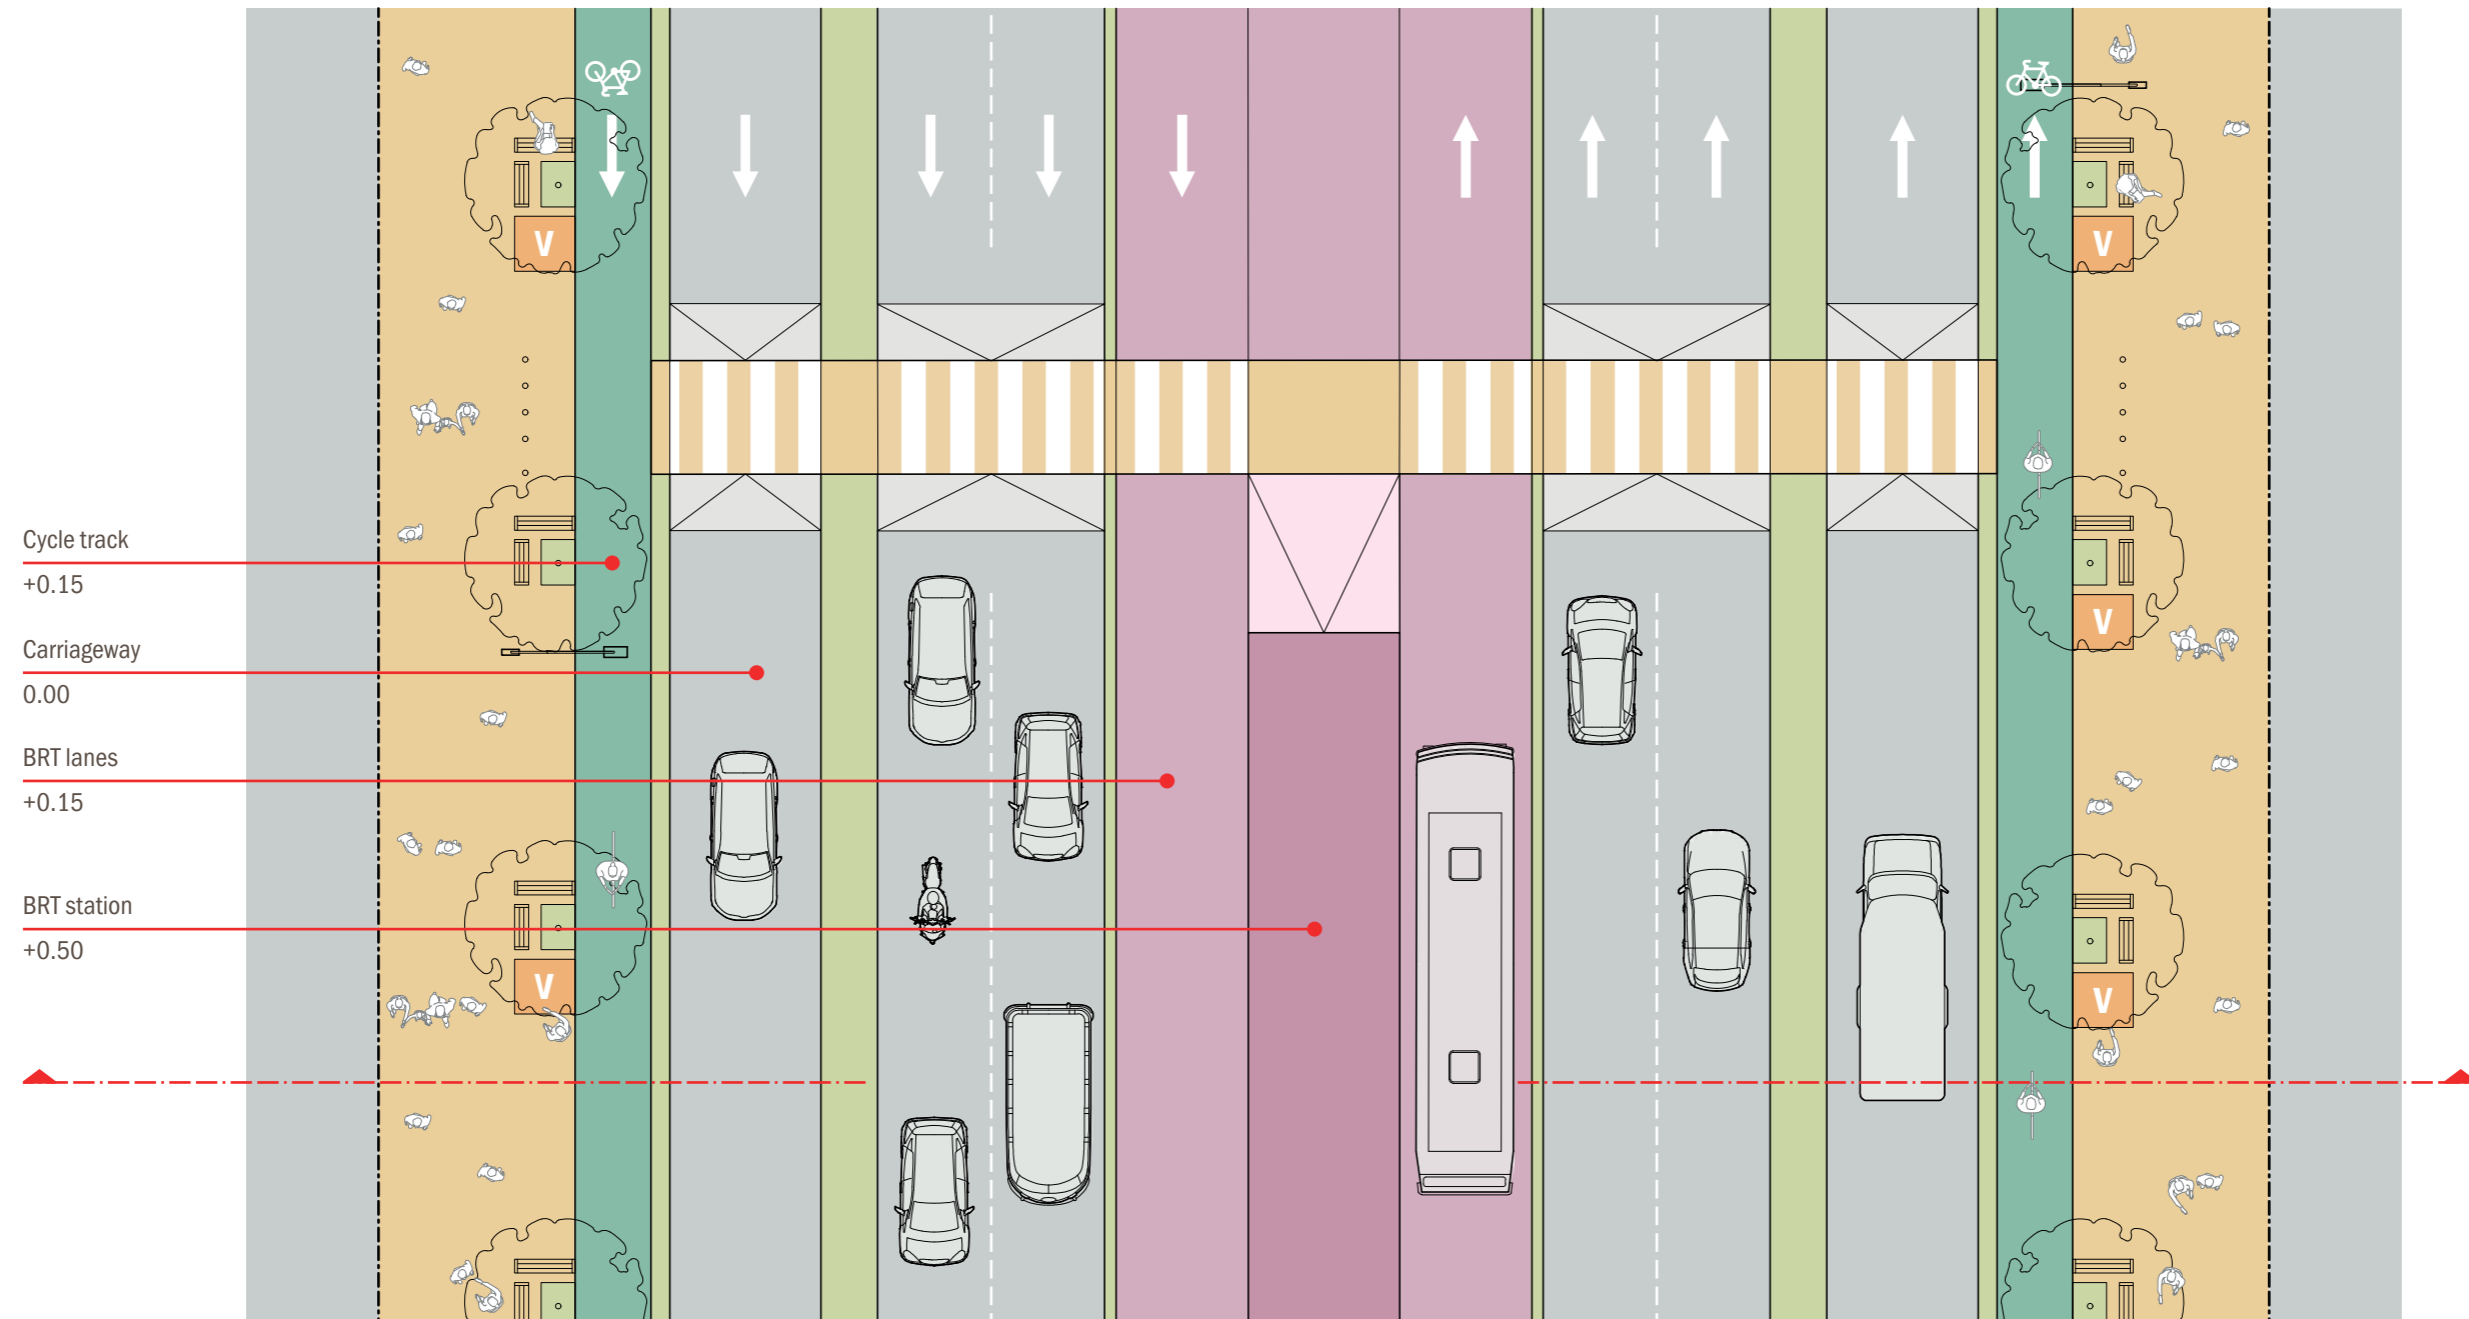 V
V
Cycle track
+0.15
Carriageway
0.00
V
BRT lanes
+0.15
BRT station
+0.50
V
V